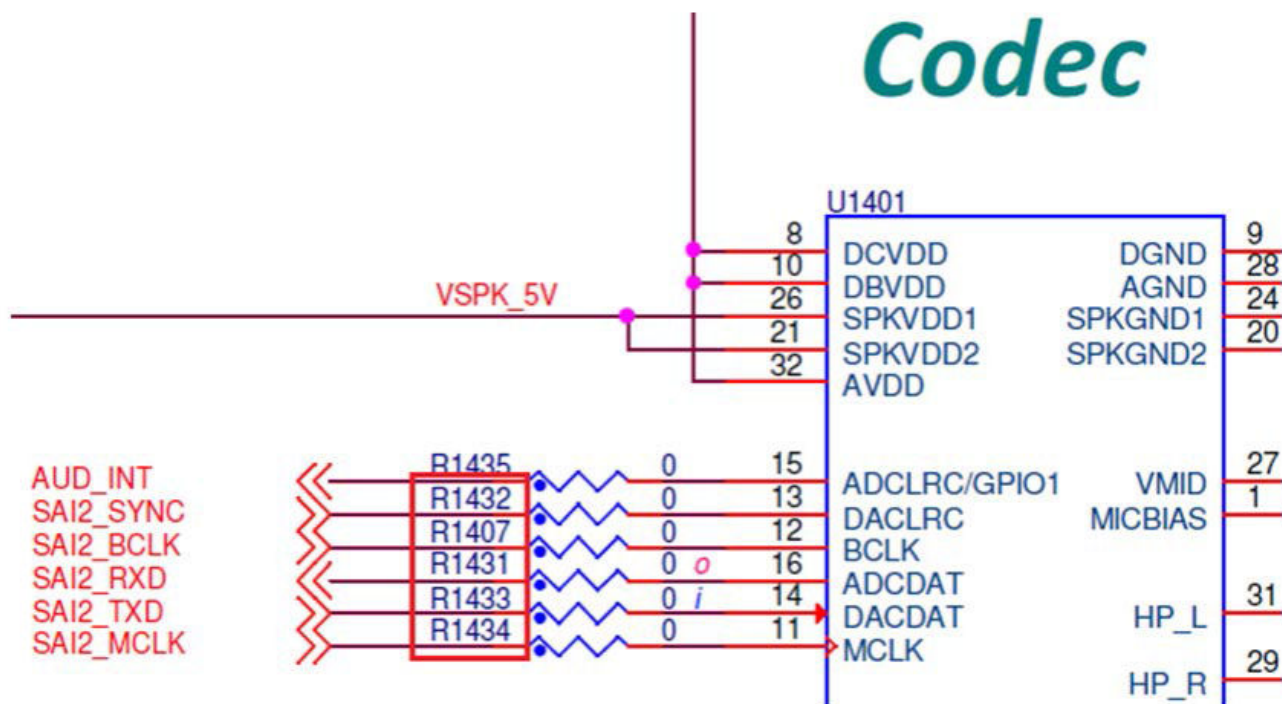 Codec
U1401
8 DCVDD DGND 9
10 DBVDD AGND 28
VSPK_5V 26 SPKVDD1 SPKGND1 24
21 SPKVDD2 SPKGND2 20
32 AVDD
AUD_INT R1435 0 15 ADCLRC/GPIO1 VMID 27
SAI2_SYNC R1432 0 13 DACLRC MICBIAS 1
SAI2_BCLK R1407 0 12 BCLK
SAI2_RXD R1431 0 o 16 ADCDAT
SAI2_TXD R1433 0 i 14 DACDAT HP_L 31
SAI2_MCLK R1434 0 11 MCLK
HP_R 29